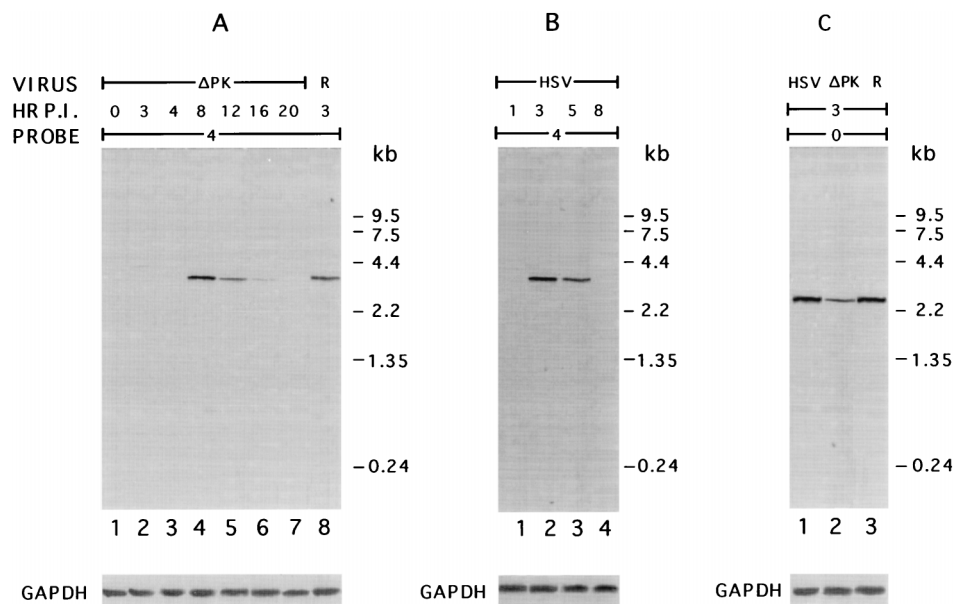 A B C
VIRUS ΔPK R HSV HSV ΔPK R
HR P.I. 0 3 4 8 12 16 20 3 1 3 5 8 3
PROBE 4 4 0
kb kb kb
9.5 9.5 9.5
7.5 7.5 7.5
4.4 4.4 4.4
2.2 2.2 2.2
1.35 1.35 1.35
0.24 0.24 0.24
1 2 3 4 5 6 7 8 1 2 3 4 1 2 3
GAPDH GAPDH GAPDH